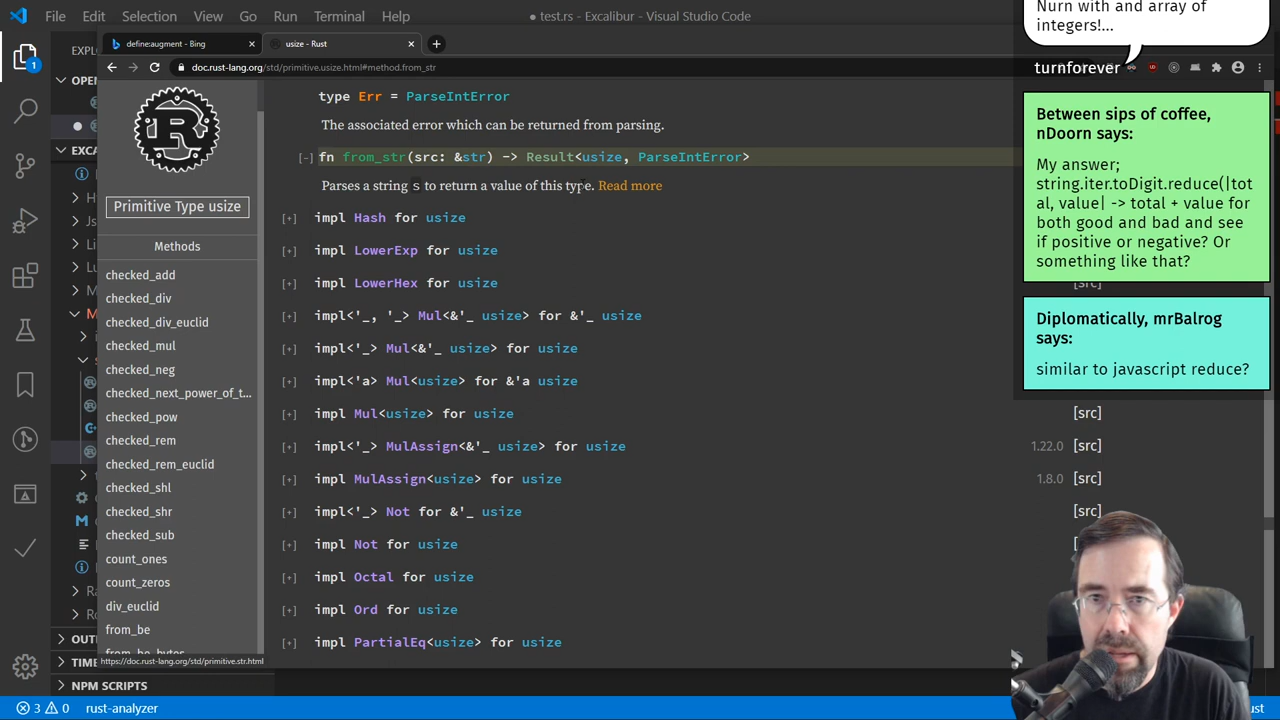 File Edit Selection View Go Run Terminal Help
● test.rs - Excalibur - Visual Studio Code
define:augment - Bing
usize - Rust
doc.rust-lang.org/std/primitive.usize.html#method.from_str
1
OPEN
EXCA
OUT
TIME
NPM SCRIPTS
Primitive Type usize
Methods
checked_add
checked_div
checked_div_euclid
checked_mul
checked_neg
checked_next_power_of_t...
checked_pow
checked_rem
checked_rem_euclid
checked_shl
checked_shr
checked_sub
count_ones
count_zeros
div_euclid
from_be
from_be_bytes
https://doc.rust-lang.org/std/primitive.str.html
type Err = ParseIntError
The associated error which can be returned from parsing.
[-] fn from_str(src: &str) -> Result<usize, ParseIntError>
Parses a string s to return a value of this type. Read more
[+] impl Hash for usize
[+] impl LowerExp for usize
[+] impl LowerHex for usize
[src]
[+] impl<'_, '_> Mul<&'_ usize> for &'_ usize
[+] impl<'_> Mul<&'_ usize> for usize
[+] impl<'a> Mul<usize> for &'a usize
[+] impl Mul<usize> for usize
[src]
[+] impl<'_> MulAssign<&'_ usize> for usize
1.22.0 [src]
[+] impl MulAssign<usize> for usize
1.8.0 [src]
[+] impl<'_> Not for &'_ usize
[src]
[+] impl Not for usize
[+] impl Octal for usize
[+] impl Ord for usize
[+] impl PartialEq<usize> for usize
Nurn with and array of
integers!...
turnforever
Between sips of coffee,
nDoorn says:
My answer;
string.iter.toDigit.reduce(|tot
al, value| -> total + value for
both good and bad and see
if positive or negative? Or
something like that?
Diplomatically, mrBalrog
says:
similar to javascript reduce?
3 0 rust-analyzer